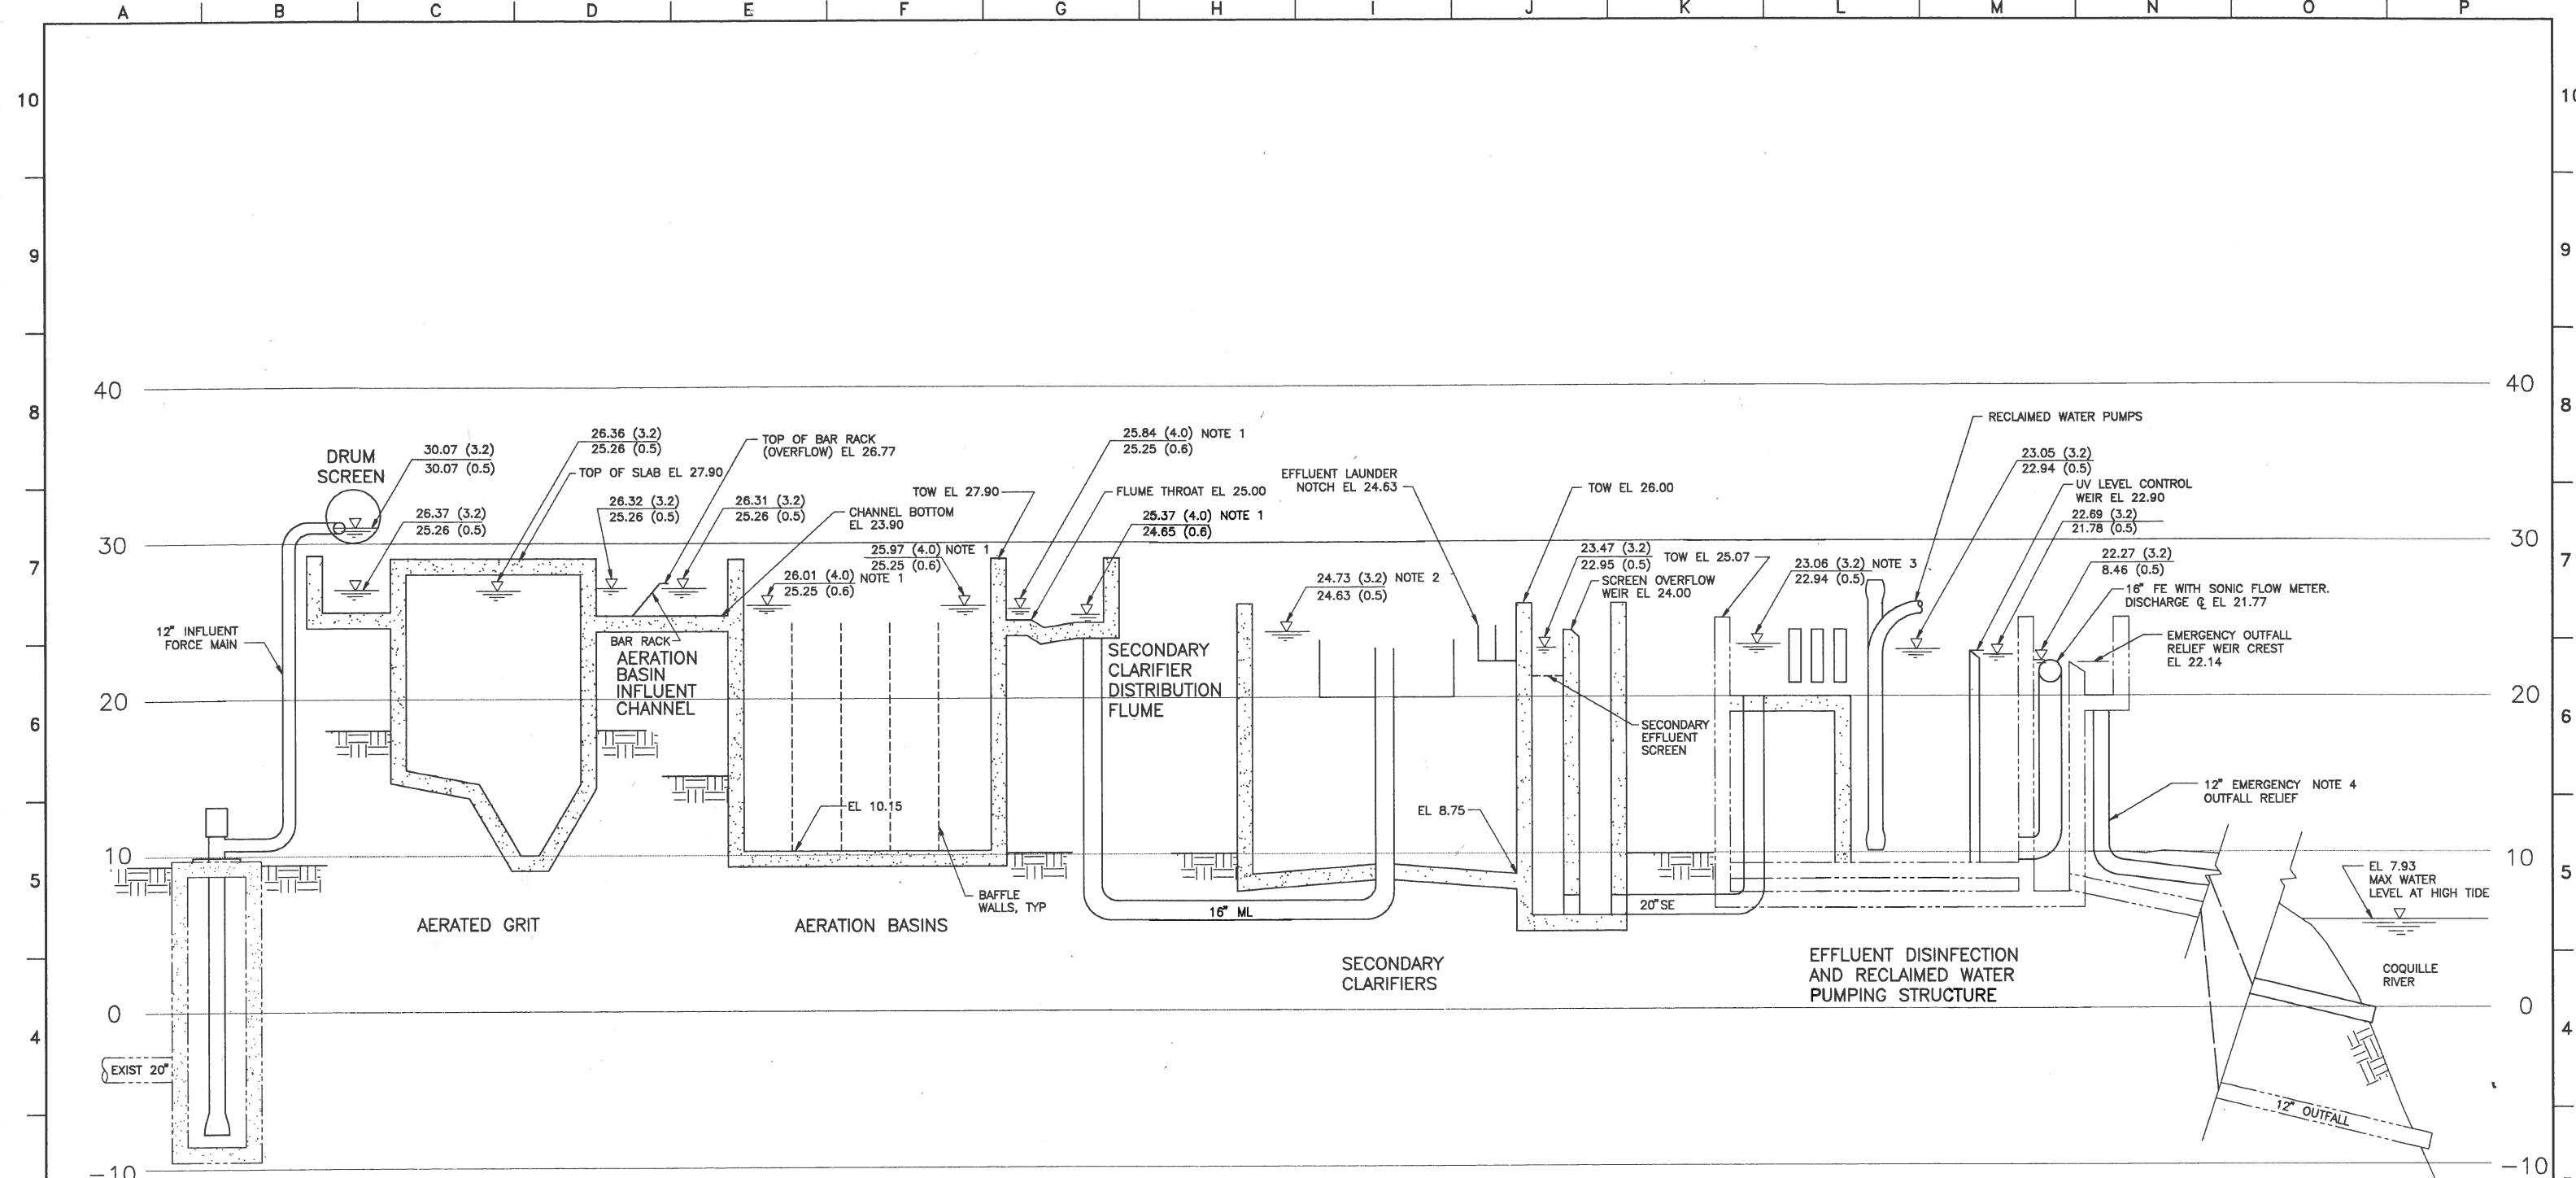 A B C D E F G H I J K L M N O P
10
10
9
9
8
8
7
7
6
6
5
5
4
4
40
40
30
30
20
20
10
10
0
0
-10
-10
DRUM
SCREEN
30.07 (3.2)
30.07 (0.5)
26.37 (3.2)
25.26 (0.5)
12" INFLUENT
FORCE MAIN
EXIST 20"
26.36 (3.2)
25.26 (0.5)
TOP OF SLAB EL 27.90
26.32 (3.2)
25.26 (0.5)
TOP OF BAR RACK
(OVERFLOW) EL 26.77
26.31 (3.2)
25.26 (0.5)
CHANNEL BOTTOM
EL 23.90
BAR RACK
AERATION
BASIN
INFLUENT
CHANNEL
AERATED GRIT
TOW EL 27.90
25.97 (4.0) NOTE 1
25.25 (0.6)
26.01 (4.0) NOTE 1
25.25 (0.6)
EL 10.15
BAFFLE
WALLS, TYP
AERATION BASINS
25.84 (4.0) NOTE 1
25.25 (0.6)
FLUME THROAT EL 25.00
25.37 (4.0) NOTE 1
24.65 (0.6)
SECONDARY
CLARIFIER
DISTRIBUTION
FLUME
16" ML
EFFLUENT LAUNDER
NOTCH EL 24.63
24.73 (3.2) NOTE 2
24.63 (0.5)
EL 8.75
SECONDARY
CLARIFIERS
TOW EL 26.00
23.47 (3.2)
22.95 (0.5)
SCREEN OVERFLOW
WEIR EL 24.00
TOW EL 25.07
SECONDARY
EFFLUENT
SCREEN
20"SE
23.06 (3.2) NOTE 3
22.94 (0.5)
RECLAIMED WATER PUMPS
23.05 (3.2)
22.94 (0.5)
UV LEVEL CONTROL
WEIR EL 22.90
22.69 (3.2)
21.78 (0.5)
22.27 (3.2)
8.46 (0.5)
16" FE WITH SONIC FLOW METER.
DISCHARGE ℄ EL 21.77
EMERGENCY OUTFALL
RELIEF WEIR CREST
EL 22.14
12" EMERGENCY NOTE 4
OUTFALL RELIEF
EFFLUENT DISINFECTION
AND RECLAIMED WATER
PUMPING STRUCTURE
EL 7.93
MAX WATER
LEVEL AT HIGH TIDE
COQUILLE
RIVER
12" OUTFALL